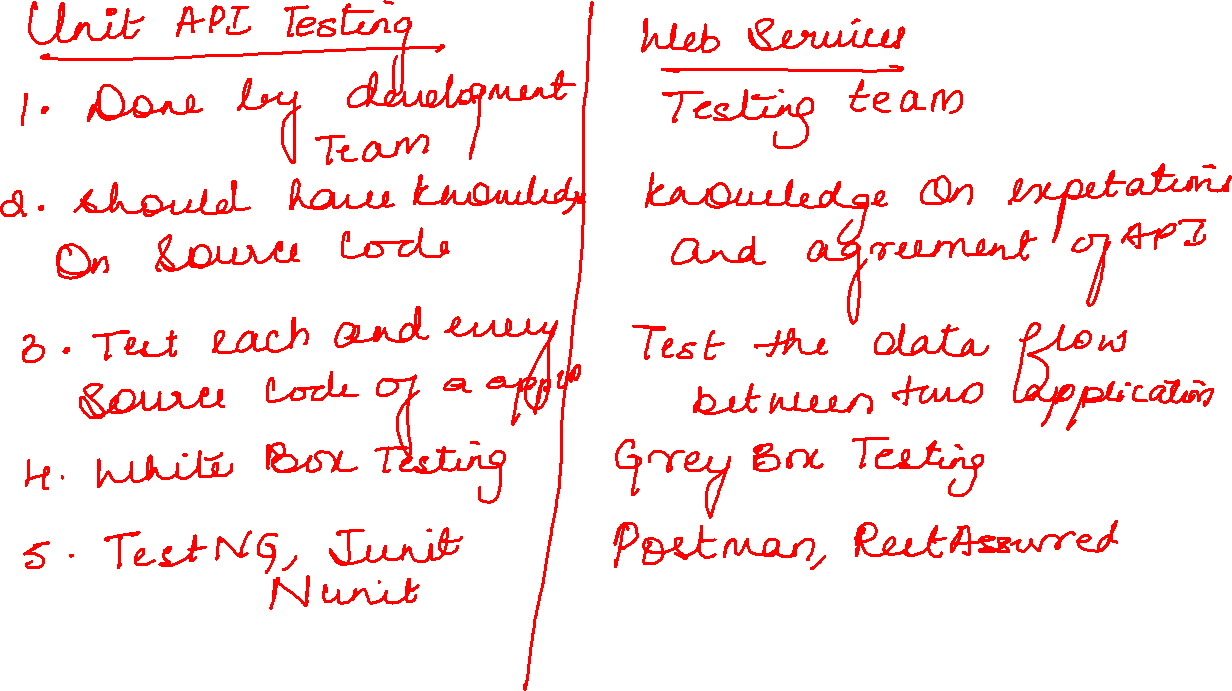 Unit API Testing
1. Done by development
Team
2. Should have knowledge
On Source Code
3. Test each and every
Source code of a appln
4. White Box Testing
5. TestNG, Junit
Nunit
Web Services
Testing team
knowledge on expetations
and agreement of API
Test the data flow
between two applications
Grey Box Testing
Postman, RestAssured